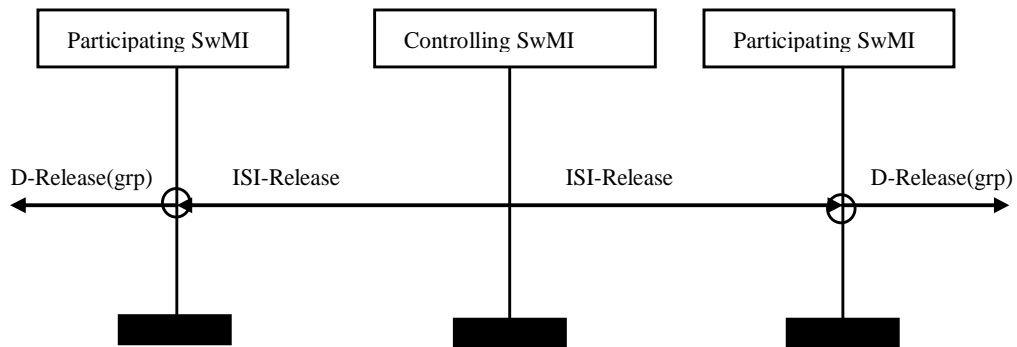 Participating SwMI
Controlling SwMI
Participating SwMI
D-Release(grp)
ISI-Release
ISI-Release
D-Release(grp)